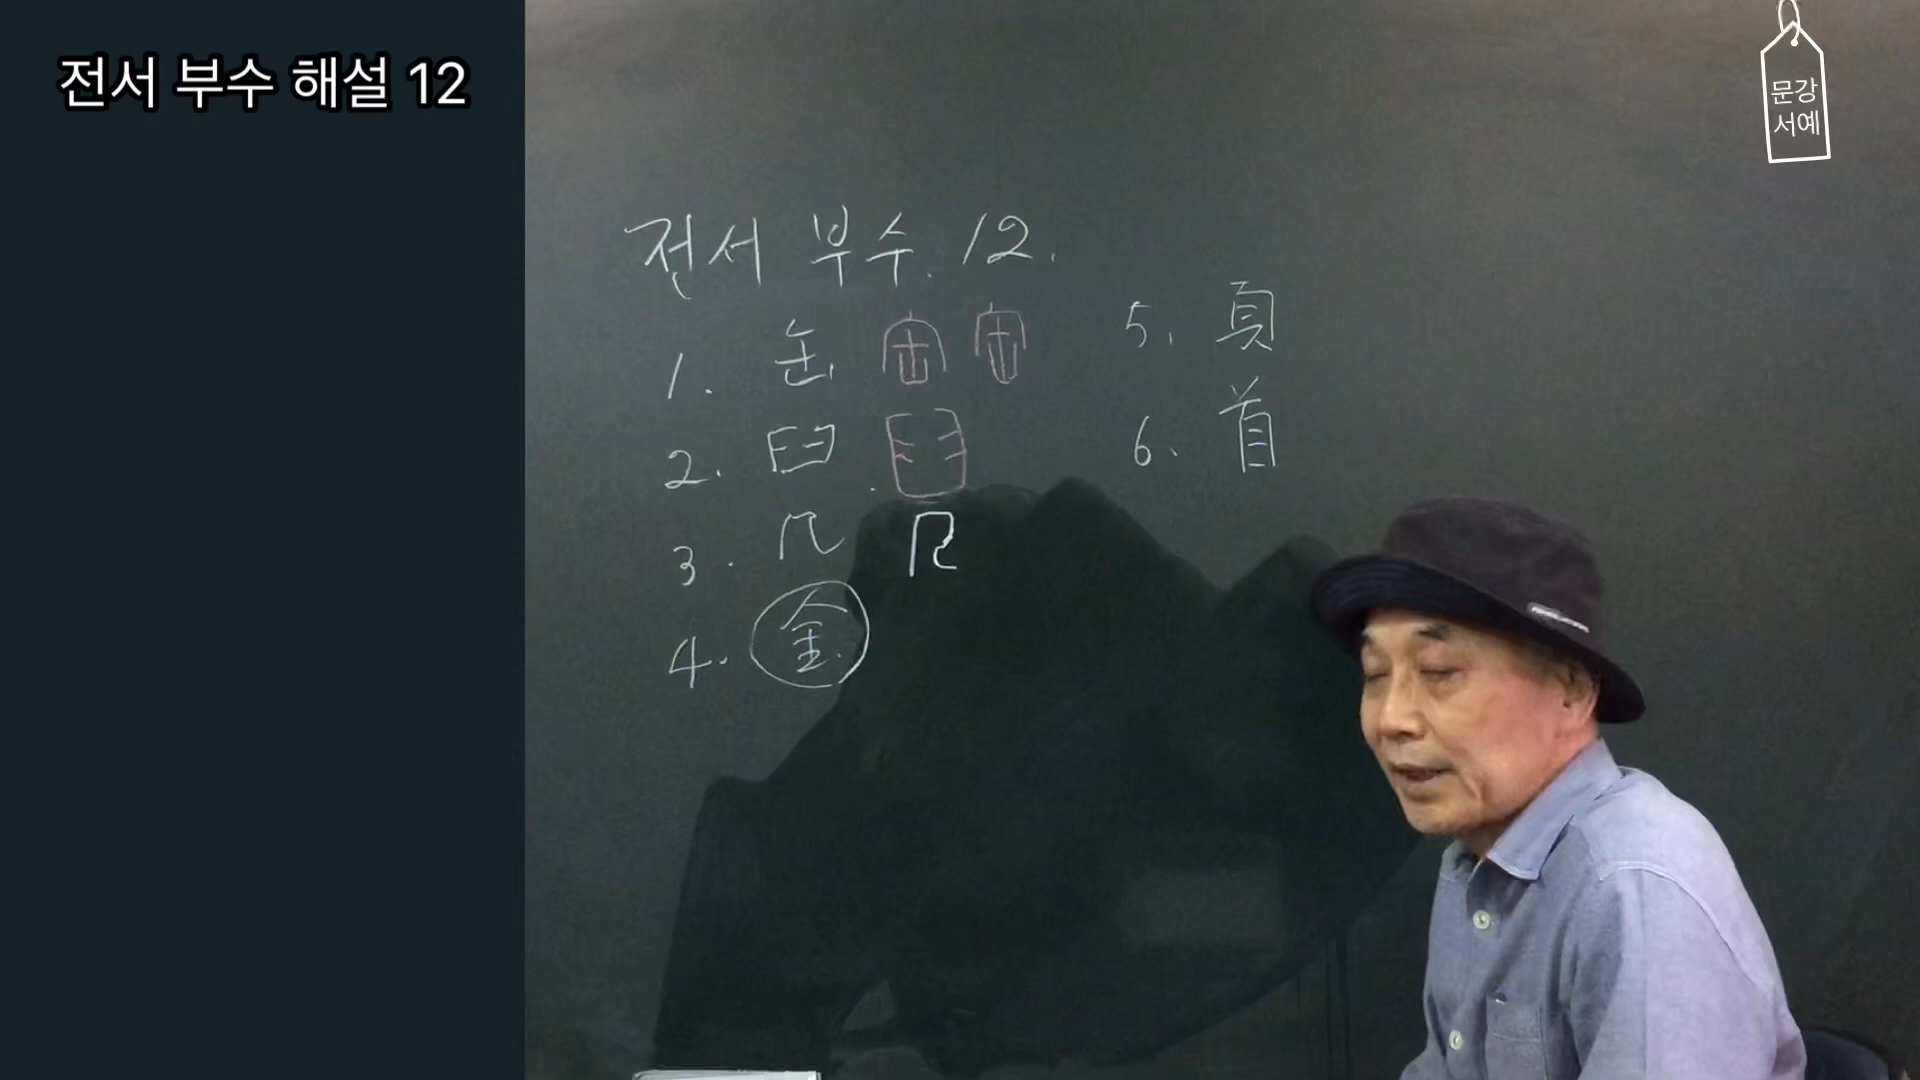 전서 부수 해설 12
문강
서예
전서 부수. 12.
1. 缶
2. 臼
3. 几
4. 金
5. 頁
6. 首